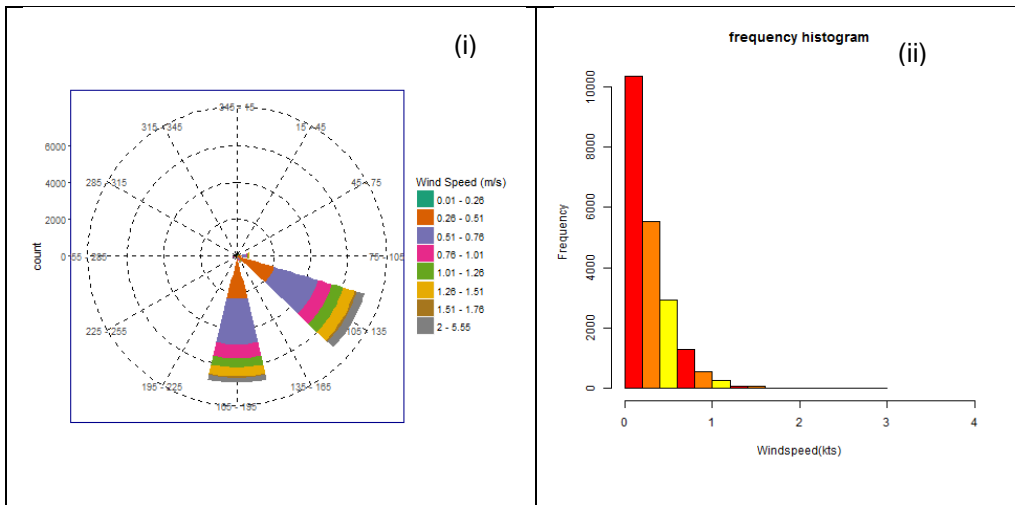 (i)
345 - 15
315 - 345
15 - 45
6000
285 - 315
45 - 75
4000
2000
0
55 - 285
75 - 105
count
225 - 255
105 - 135
195 - 225
135 - 165
165 - 195
Wind Speed (m/s)
0.01 - 0.26
0.26 - 0.51
0.51 - 0.76
0.76 - 1.01
1.01 - 1.26
1.26 - 1.51
1.51 - 1.76
2 - 5.55
frequency histogram
(ii)
10000
8000
6000
4000
2000
0
Frequency
0 1 2 3 4
Windspeed(kts)